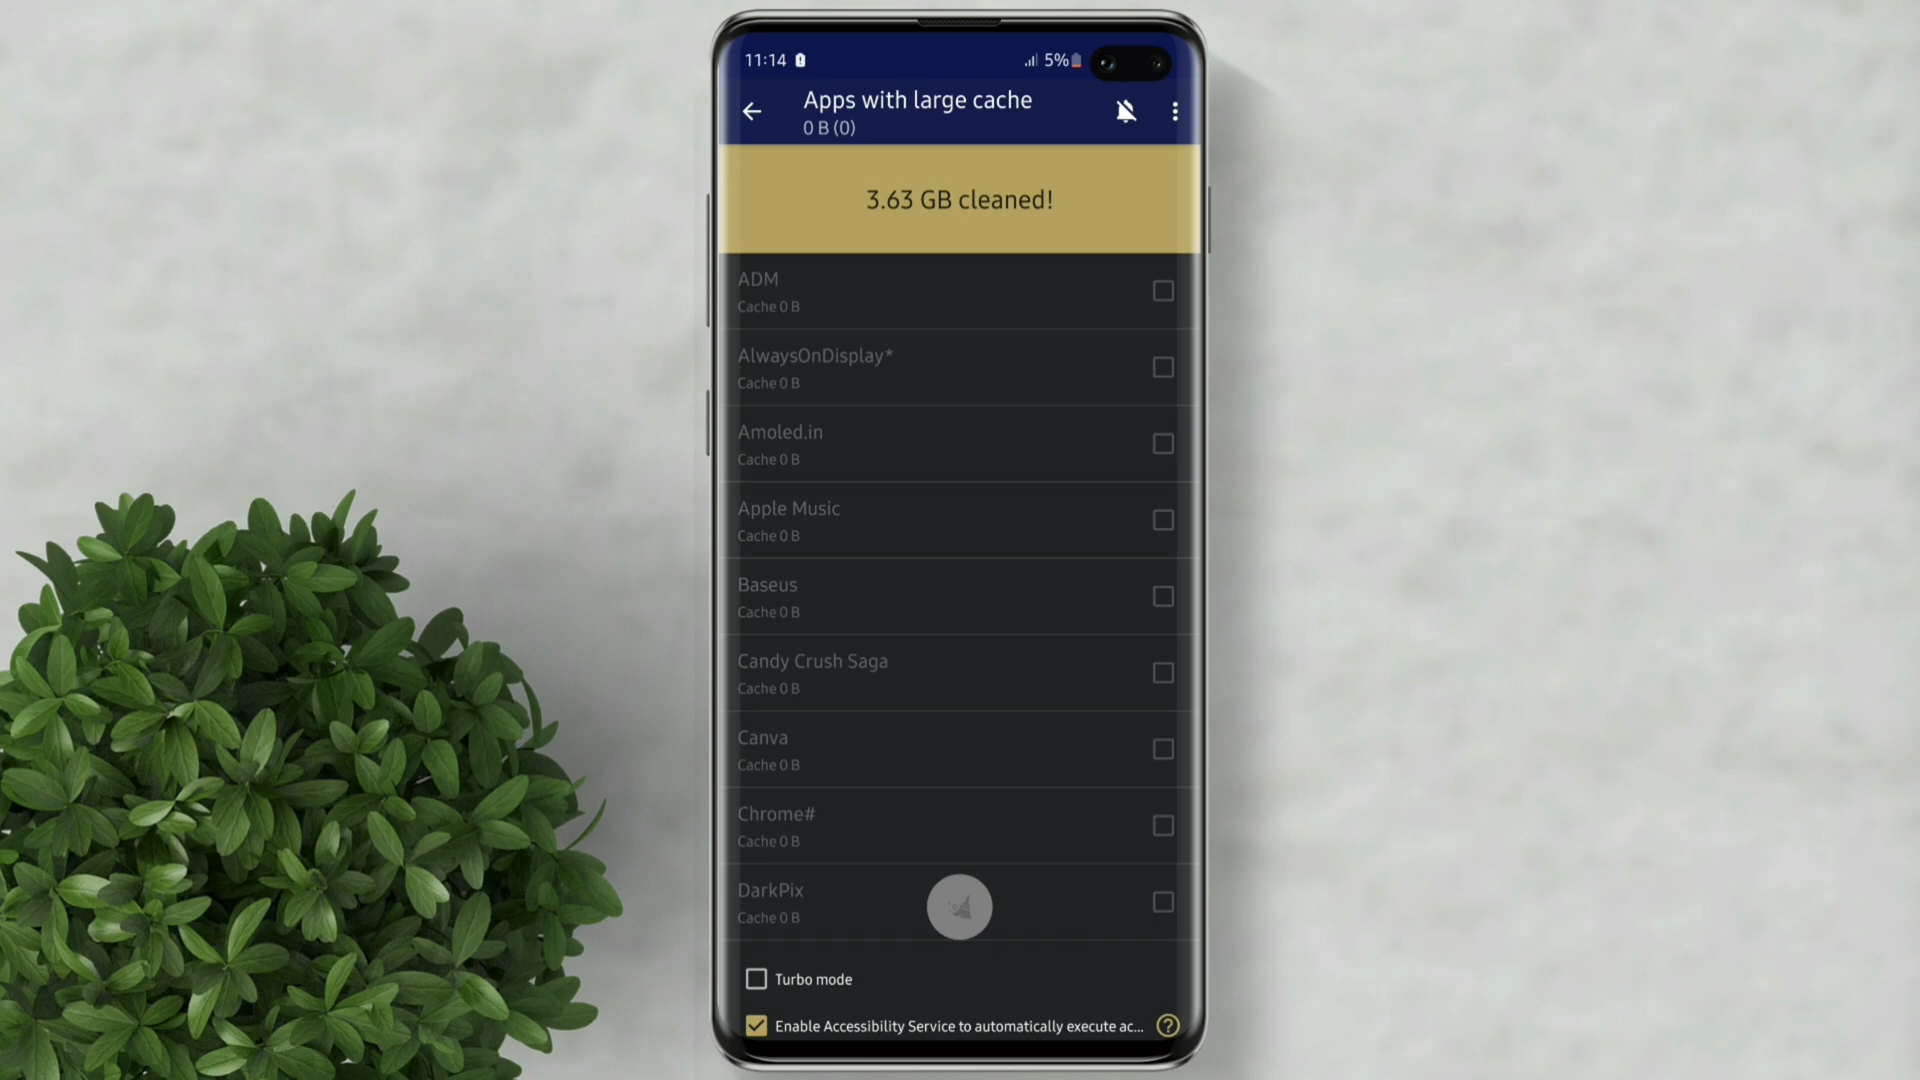 11:14
5%
Apps with large cache
0 B (0)
3.63 GB cleaned!
ADM
Cache 0 B
AlwaysOnDisplay*
Cache 0 B
Amoled.in
Cache 0 B
Apple Music
Cache 0 B
Baseus
Cache 0 B
Candy Crush Saga
Cache 0 B
Canva
Cache 0 B
Chrome#
Cache 0 B
DarkPix
Cache 0 B
Turbo mode
Enable Accessibility Service to automatically execute ac...
?